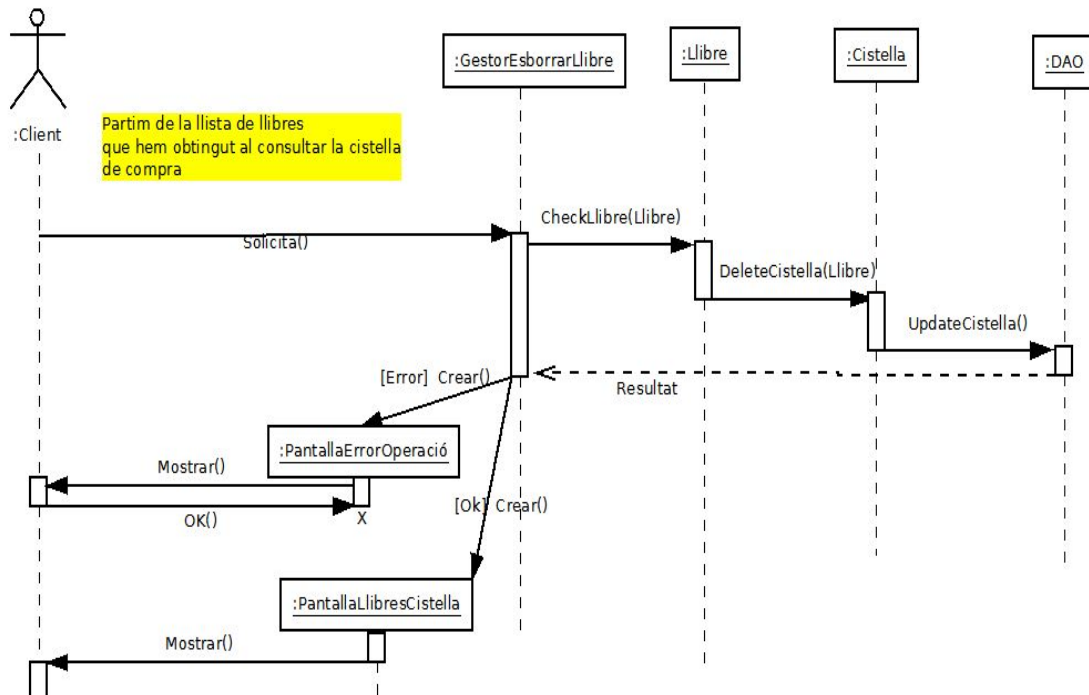 :GestorEsborrarLlibre
:Llibre
:Cistella
:DAO
:Client
Partim de la llista de llibres
que hem obtingut al consultar la cistella
de compra
Solicita()
CheckLlibre(Llibre)
DeleteCistella(Llibre)
UpdateCistella()
Resultat
[Error] Crear()
:PantallaErrorOperació
Mostrar()
OK()
X
[Ok] Crear()
:PantallaLlibresCistella
Mostrar()